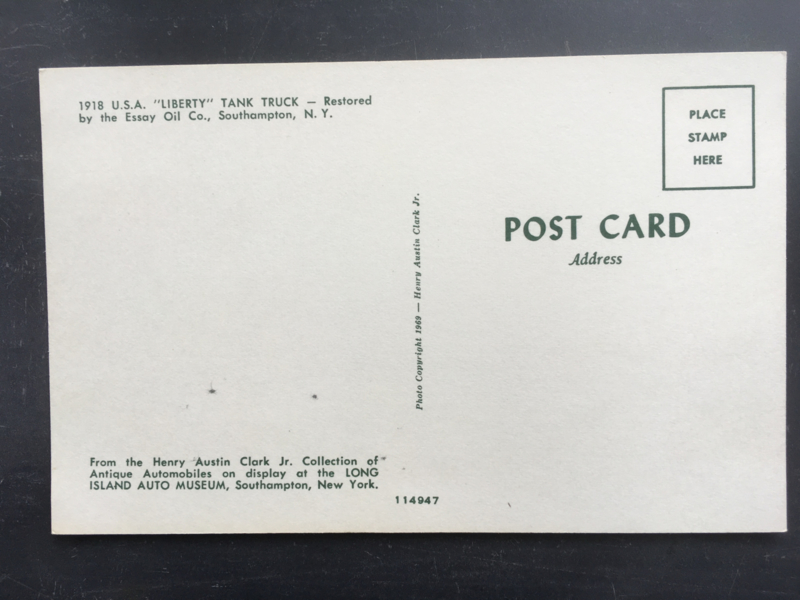 1918 U.S.A. "LIBERTY" TANK TRUCK — Restored
by the Essay Oil Co., Southampton, N. Y.
PLACE
STAMP
HERE
POST CARD
Address
Photo Copyright 1969 — Henry Austin Clark Jr.
From the Henry Austin Clark Jr. Collection of
Antique Automobiles on display at the LONG
ISLAND AUTO MUSEUM, Southampton, New York.
114947